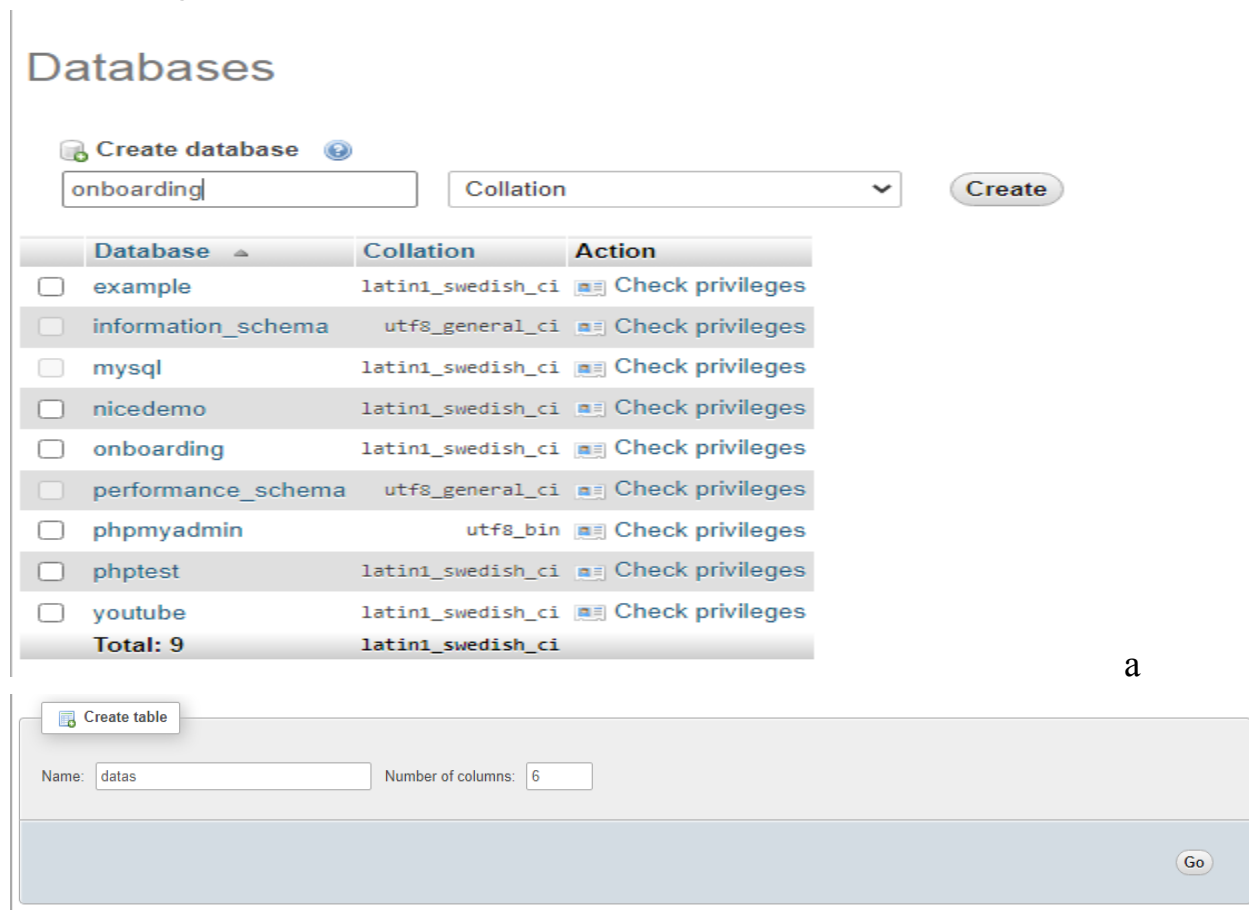 Databases
Create database
onboarding Collation Create
Database Collation Action
example latin1_swedish_ci Check privileges
information_schema utf8_general_ci Check privileges
mysql latin1_swedish_ci Check privileges
nicedemo latin1_swedish_ci Check privileges
onboarding latin1_swedish_ci Check privileges
performance_schema utf8_general_ci Check privileges
phpmyadmin utf8_bin Check privileges
phptest latin1_swedish_ci Check privileges
youtube latin1_swedish_ci Check privileges
Total: 9 latin1_swedish_ci
a
Create table
Name: datas Number of columns: 6
Go